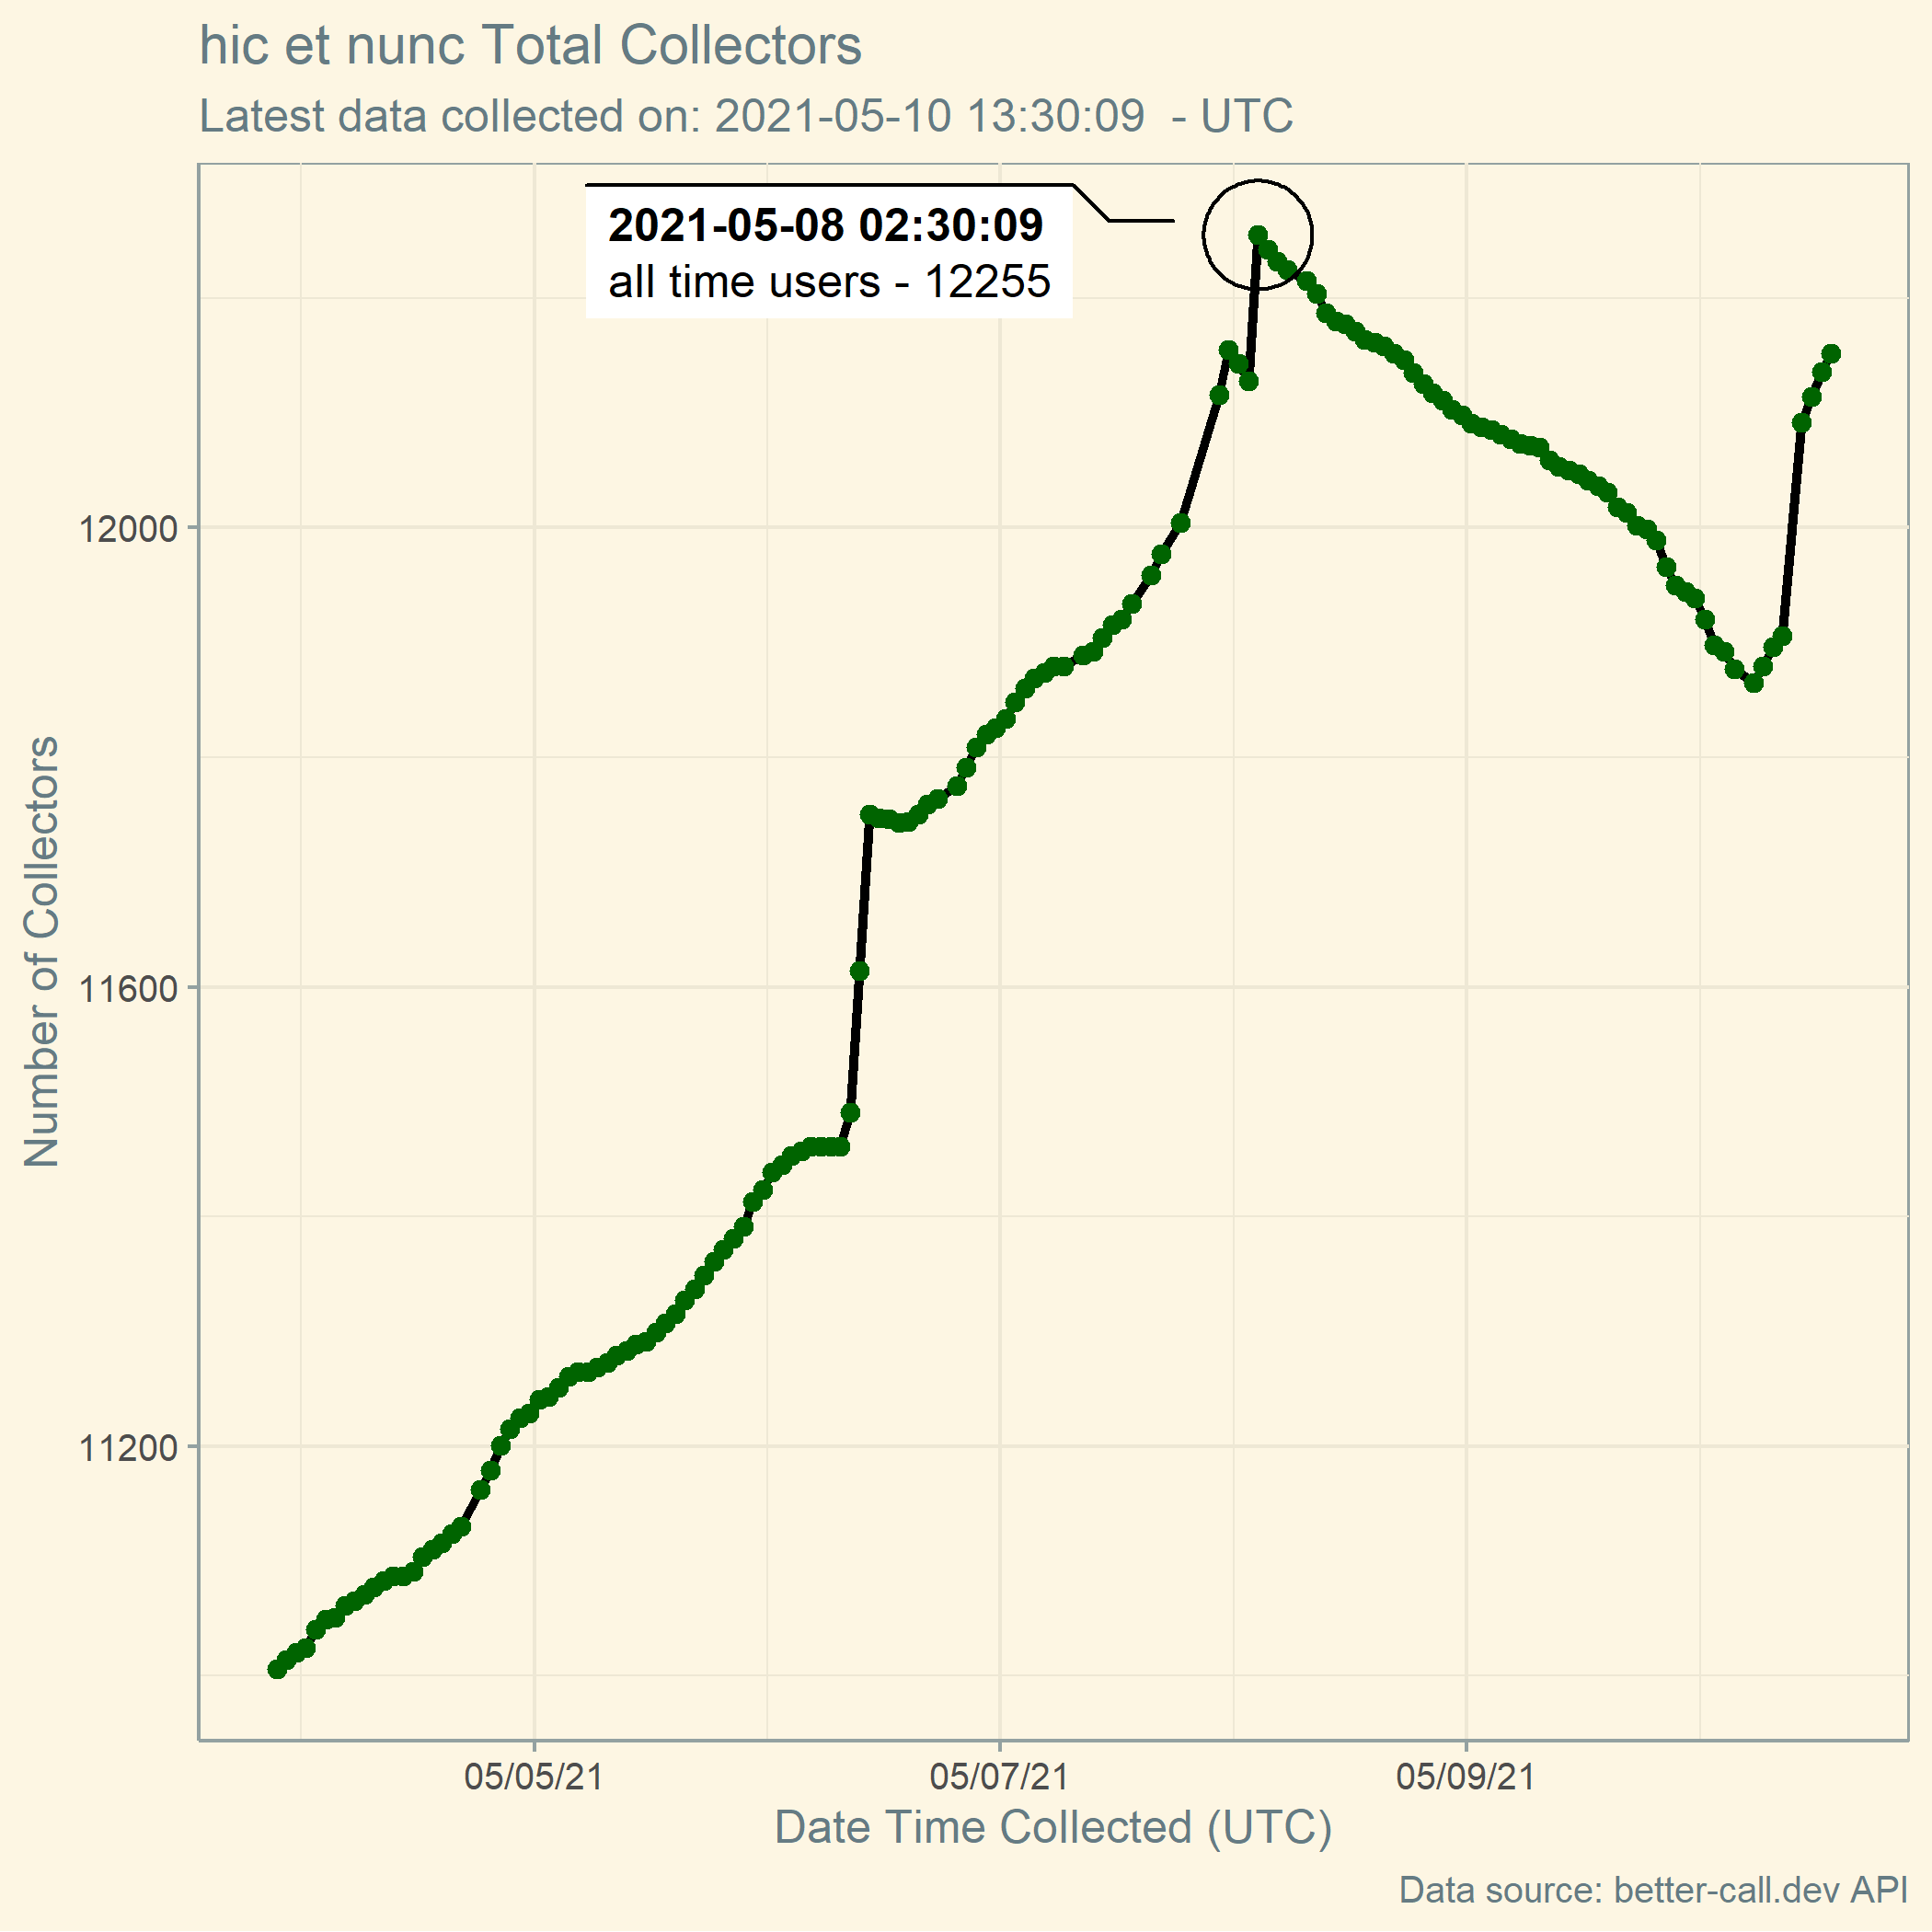 hic et nunc Total Collectors
Latest data collected on: 2021-05-10 13:30:09 - UTC
2021-05-08 02:30:09
all time users - 12255
Number of Collectors
12000
11600
11200
05/05/21
05/07/21
05/09/21
Date Time Collected (UTC)
Data source: better-call.dev API